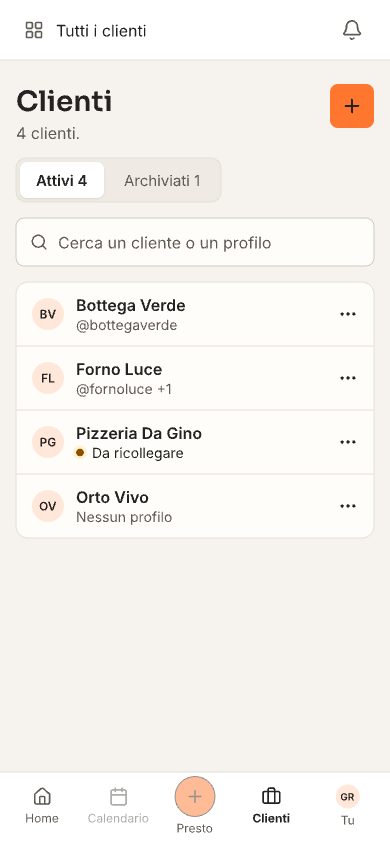 Tutti i clienti
Clienti
4 clienti.
Attivi 4
Archiviati 1
Cerca un cliente o un profilo
BV
Bottega Verde
@bottegaverde
FL
Forno Luce
@fornoluce +1
PG
Pizzeria Da Gino
Da ricollegare
OV
Orto Vivo
Nessun profilo
Home
Calendario
Presto
Clienti
GR
Tu